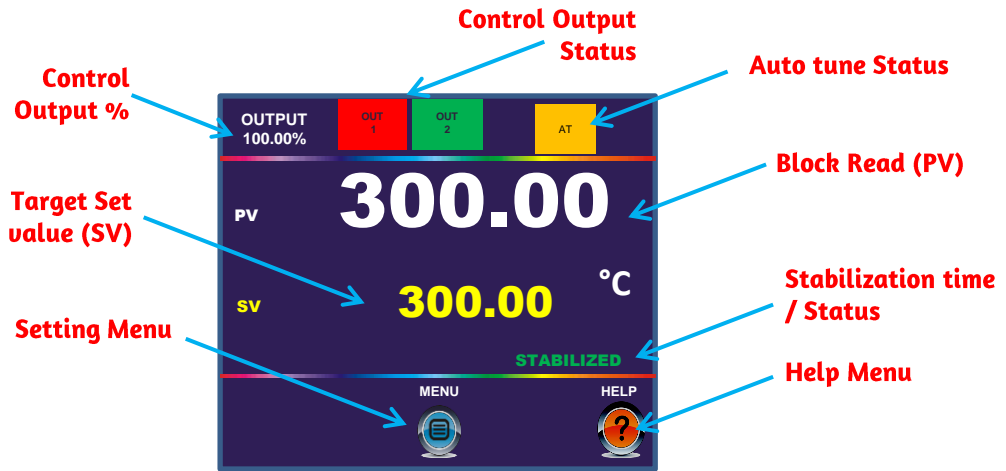 Control Output
Status
Auto tune Status
Control
Output %
OUTPUT
100.00%
OUT
1
OUT
2
AT
Block Read (PV)
Target Set
value (SV)
PV
300.00
°C
SV
300.00
Stabilization time
/ Status
Setting Menu
STABILIZED
Help Menu
MENU
HELP
?